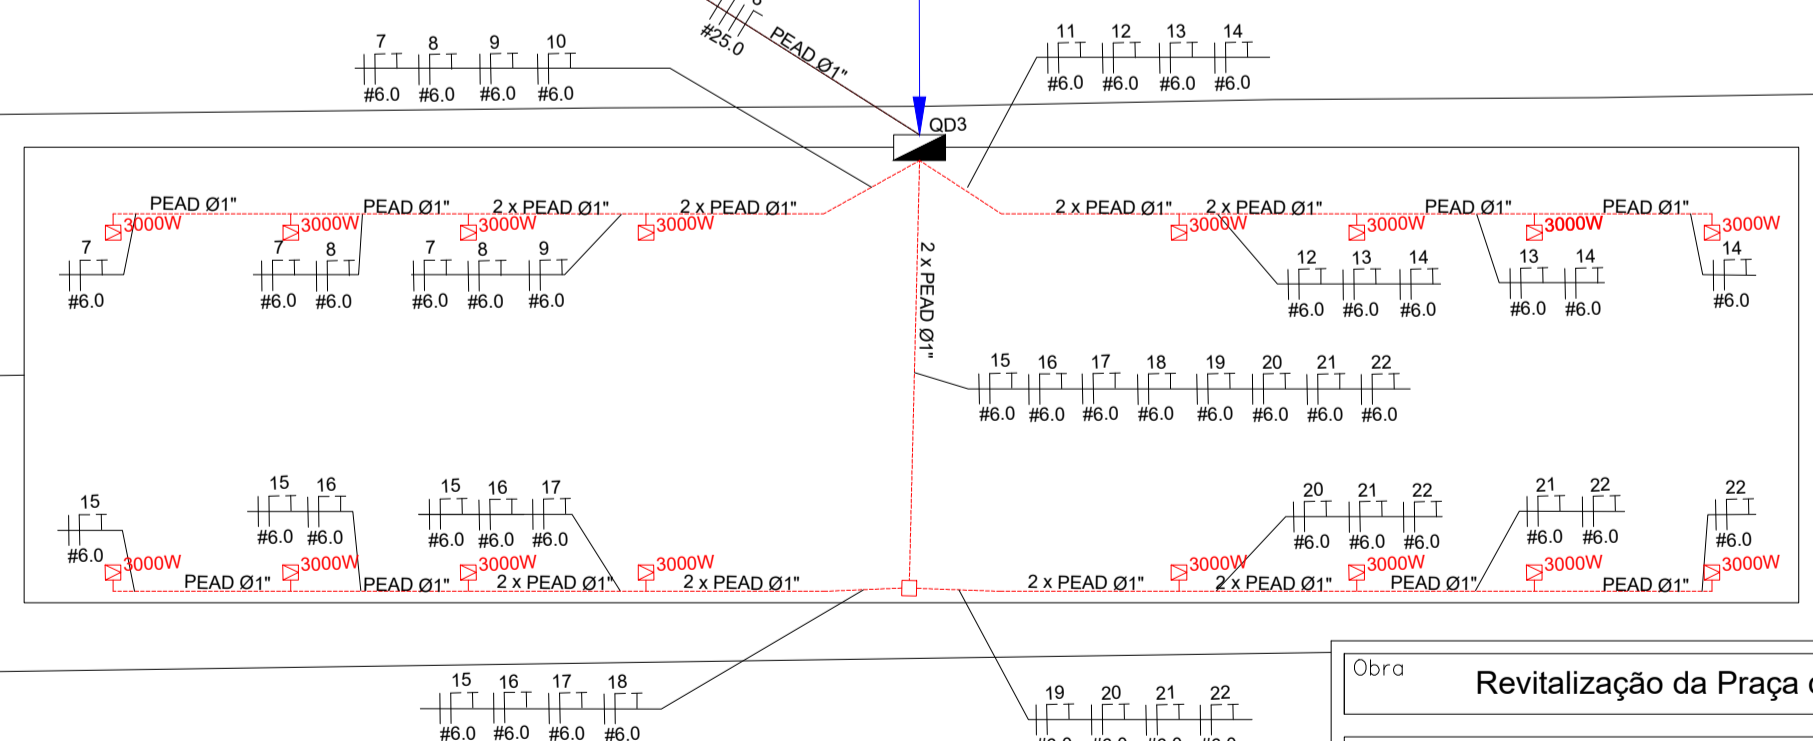 #25.0
PEAD Ø1"
7 8 9 10
#6.0 #6.0 #6.0 #6.0
11 12 13 14
#6.0 #6.0 #6.0 #6.0
QD3
PEAD Ø1" PEAD Ø1" 2 x PEAD Ø1" 2 x PEAD Ø1" 2 x PEAD Ø1" 2 x PEAD Ø1" PEAD Ø1" PEAD Ø1"
3000W 3000W 3000W 3000W 3000W 3000W 3000W 3000W
7
#6.0
7 8
#6.0 #6.0
7 8 9
#6.0 #6.0 #6.0
12 13 14
#6.0 #6.0 #6.0
13 14
#6.0 #6.0
14
#6.0
2 x PEAD Ø1"
15 16 17 18 19 20 21 22
#6.0 #6.0 #6.0 #6.0 #6.0 #6.0 #6.0 #6.0
15
#6.0
15 16
#6.0 #6.0
15 16 17
#6.0 #6.0 #6.0
20 21 22
#6.0 #6.0 #6.0
21 22
#6.0 #6.0
22
#6.0
3000W 3000W 3000W 3000W 3000W 3000W 3000W 3000W
PEAD Ø1" PEAD Ø1" 2 x PEAD Ø1" 2 x PEAD Ø1" 2 x PEAD Ø1" 2 x PEAD Ø1" PEAD Ø1" PEAD Ø1"
15 16 17 18
#6.0 #6.0 #6.0 #6.0
19 20 21 22
Obra
Revitalização da Praça